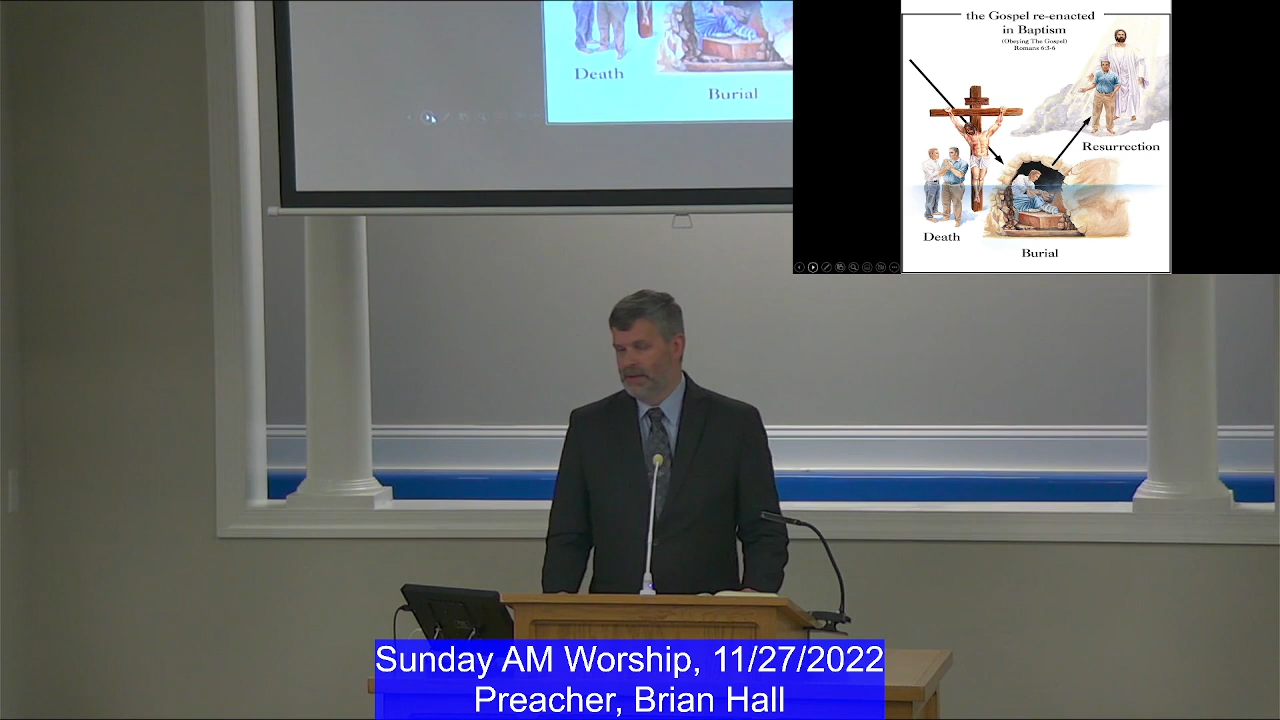 the Gospel re-enacted
in Baptism
(Obeying The Gospel)
Romans 6:3-6
Resurrection
Death
Burial
Death
Burial
Sunday AM Worship, 11/27/2022
Preacher, Brian Hall